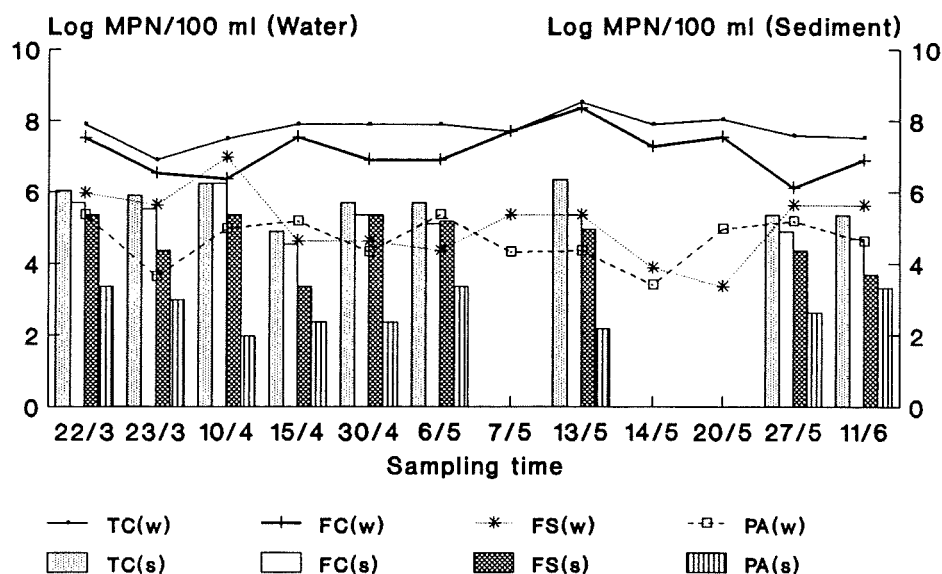 Log MPN/100 ml (Water) Log MPN/100 ml (Sediment)
10 10
8 8
6 6
4 4
2 2
0 0
22/3 23/3 10/4 15/4 30/4 6/5 7/5 13/5 14/5 20/5 27/5 11/6
Sampling time
TC(w) FC(w) FS(w) PA(w)
TC(s) FC(s) FS(s) PA(s)